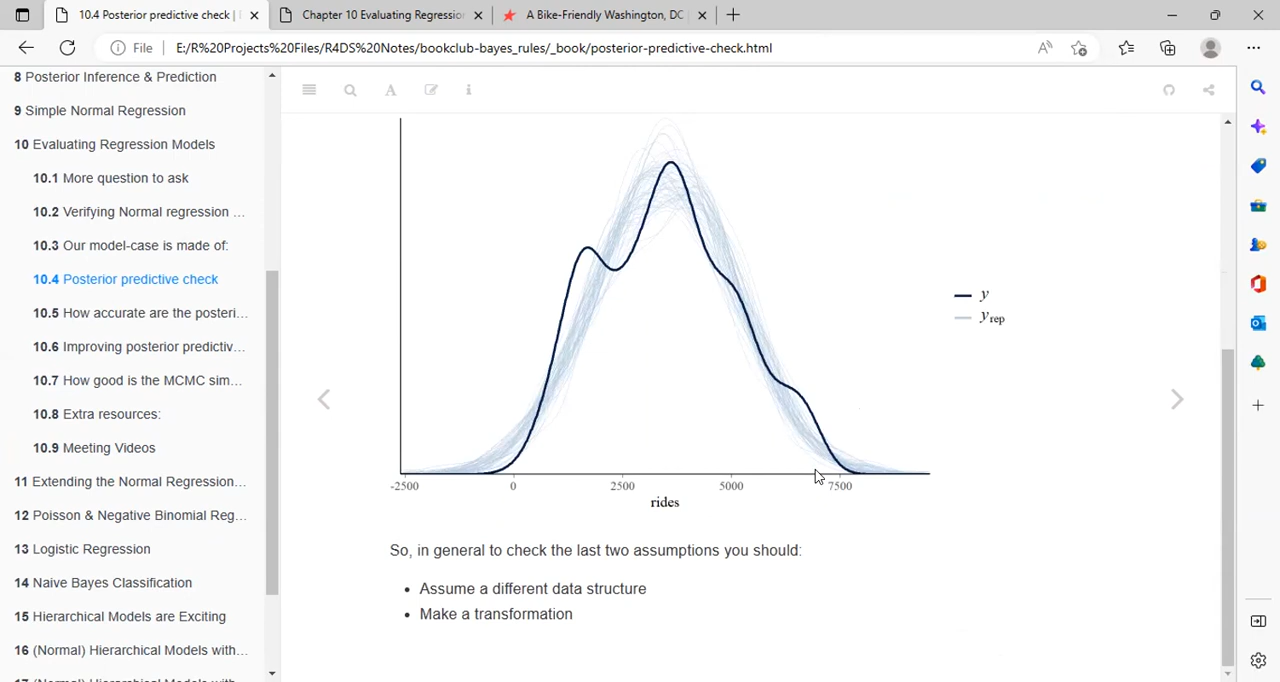 10.4 Posterior predictive check |
Chapter 10 Evaluating Regressio
A Bike-Friendly Washington, DC
File
E:/R%20Projects%20Files/R4DS%20Notes/bookclub-bayes_rules/_book/posterior-predictive-check.html
8 Posterior Inference & Prediction
9 Simple Normal Regression
10 Evaluating Regression Models
10.1 More question to ask
10.2 Verifying Normal regression ...
10.3 Our model-case is made of:
10.4 Posterior predictive check
10.5 How accurate are the posteri...
10.6 Improving posterior predictiv...
10.7 How good is the MCMC sim...
10.8 Extra resources:
10.9 Meeting Videos
11 Extending the Normal Regression...
12 Poisson & Negative Binomial Reg...
13 Logistic Regression
14 Naive Bayes Classification
15 Hierarchical Models are Exciting
16 (Normal) Hierarchical Models with...
y
y rep
-2500 0 2500 5000 7500
rides
So, in general to check the last two assumptions you should:
• Assume a different data structure
• Make a transformation